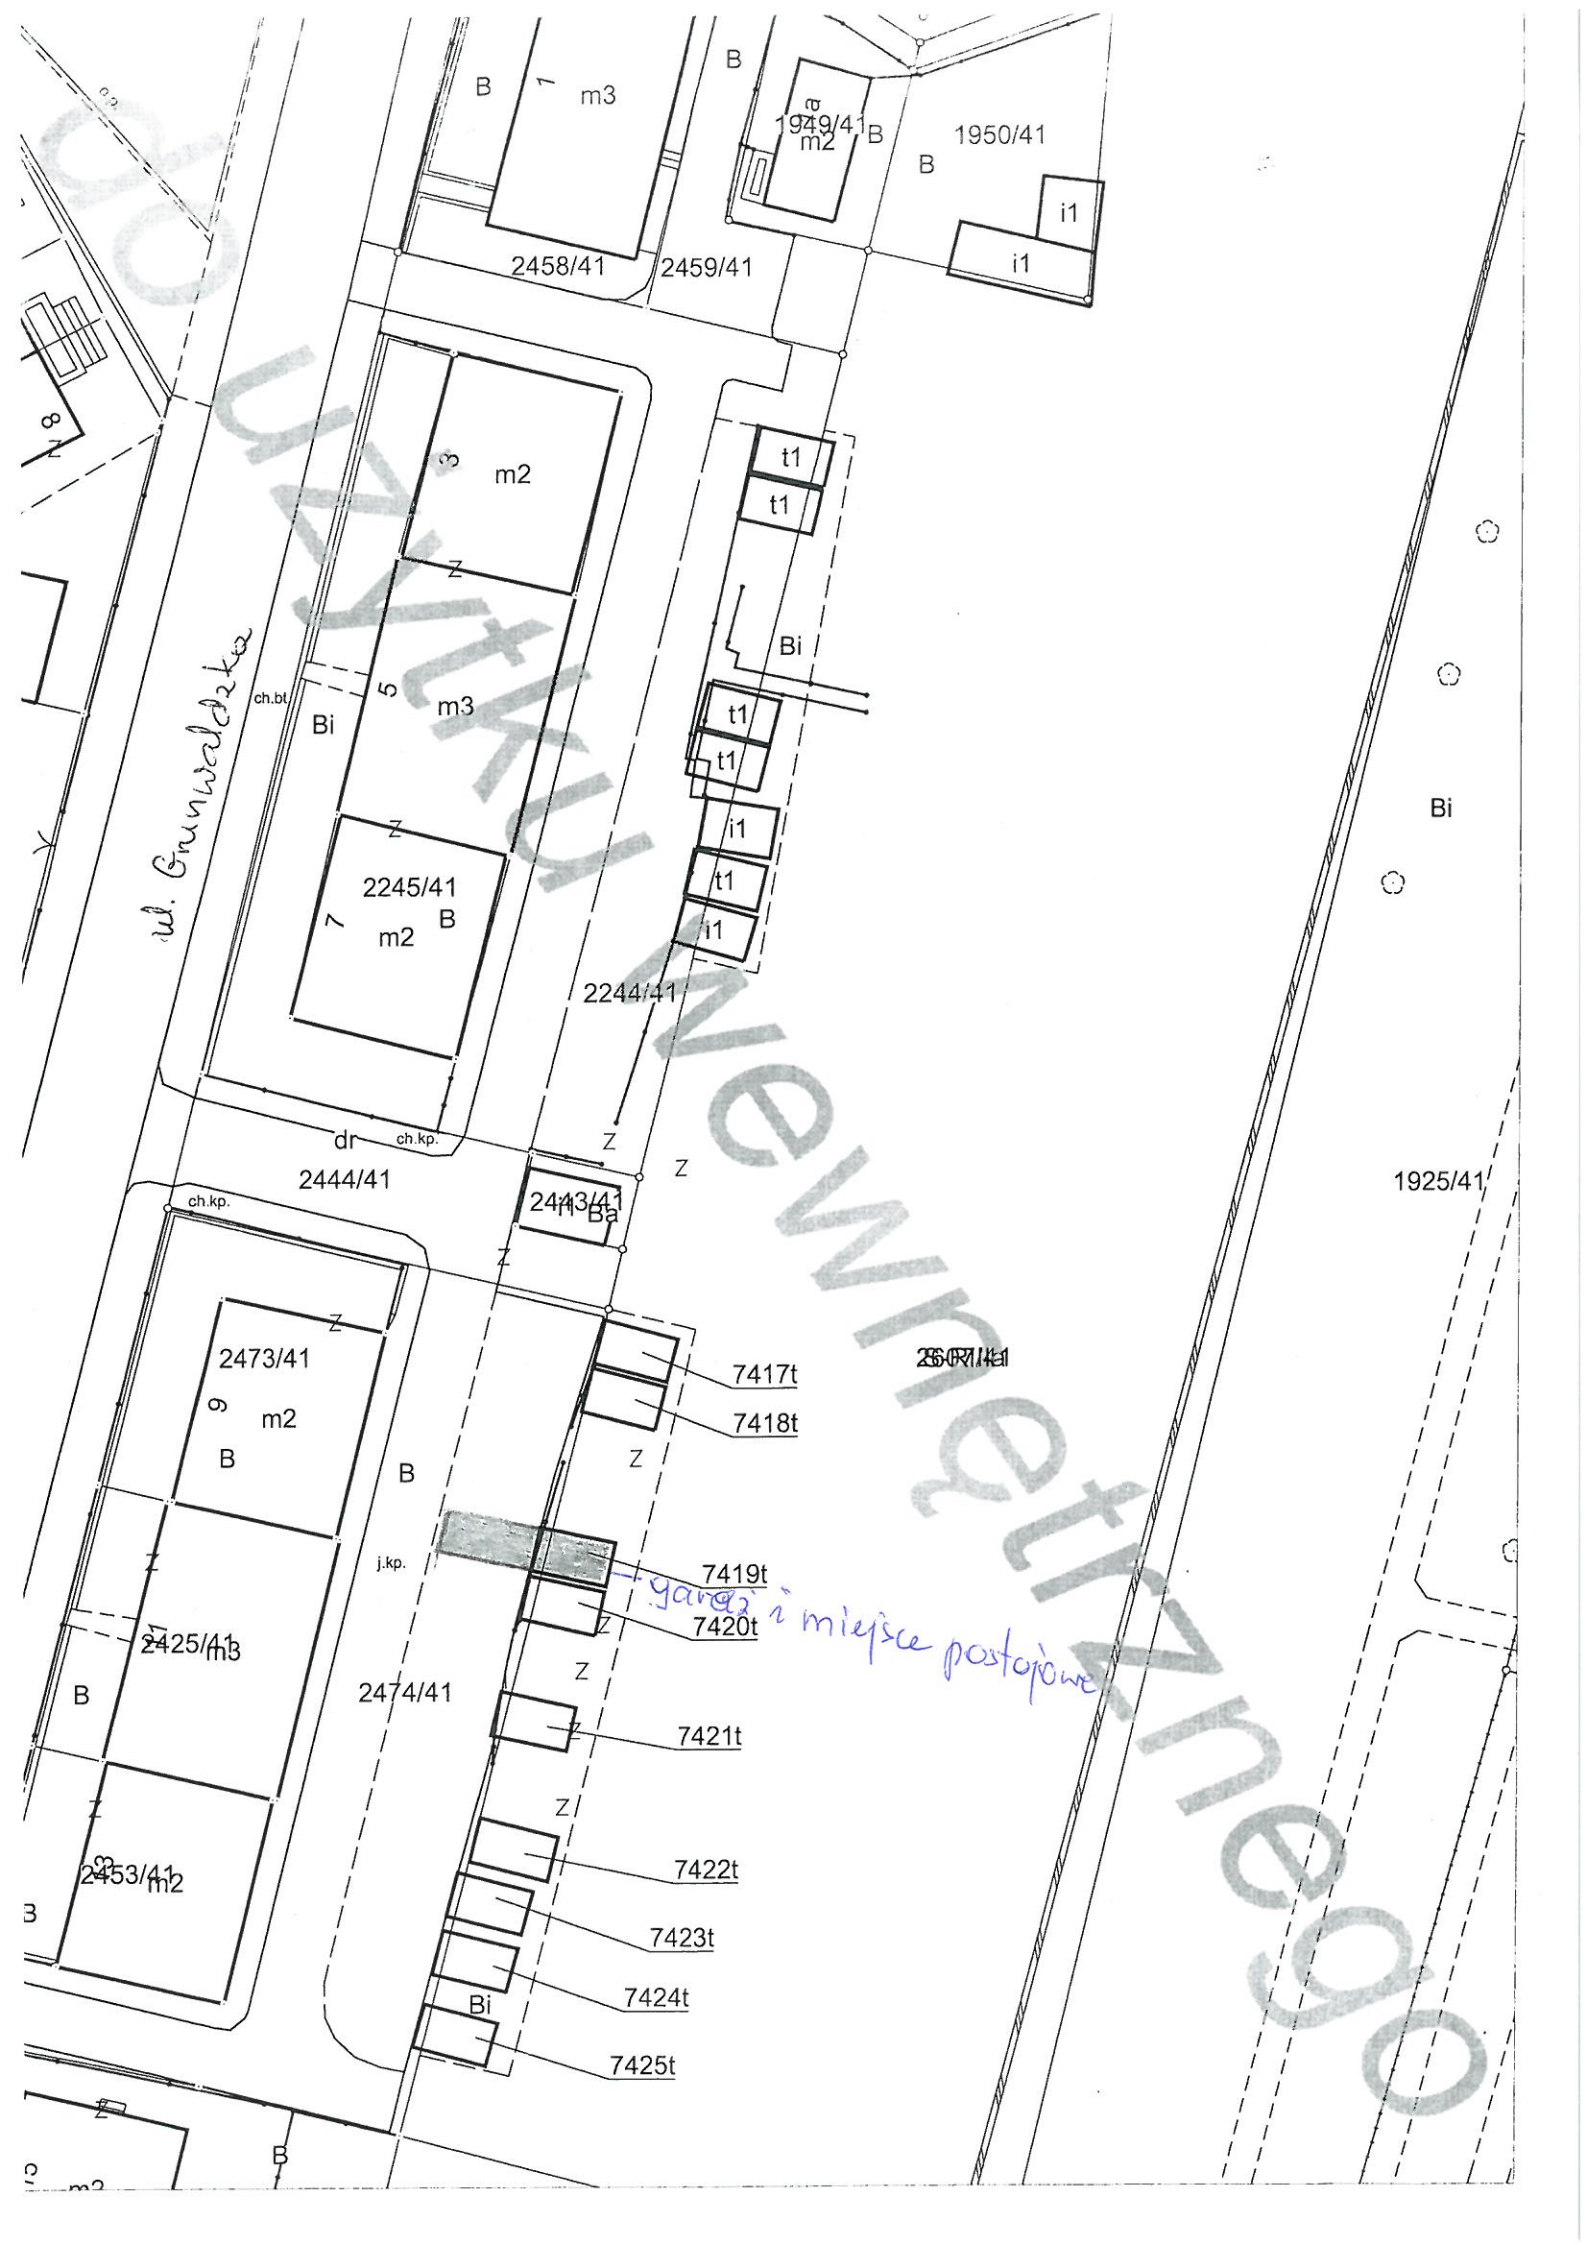 B
1
m3
B
1949/41
m2
B
1950/41
B
i1
i1
2458/41
2459/41
8
Z
3
m2
t1
t1
Z
ul. Grunwaldzka
ch.bt.
Bi
5
m3
Bi
t1
t1
i1
t1
i1
Bi
Z
2245/41
B
7
m2
2244/41
dr
ch.kp.
2444/41
ch.kp.
Z
Z
2443/41
i1 Ba
Z
1925/41
Z
2473/41
9
m2
B
B
7417t
7418t
Z
j.kp.
Z
7419t
garaż i miejsce postojowe
7420t
Z
2425/41
m3
B
2474/41
Z
Z
7421t
Z
Z
2453/41
m2
B
7422t
7423t
7424t
Bi
7425t
Z
B
m2
do użytku wewnętrznego